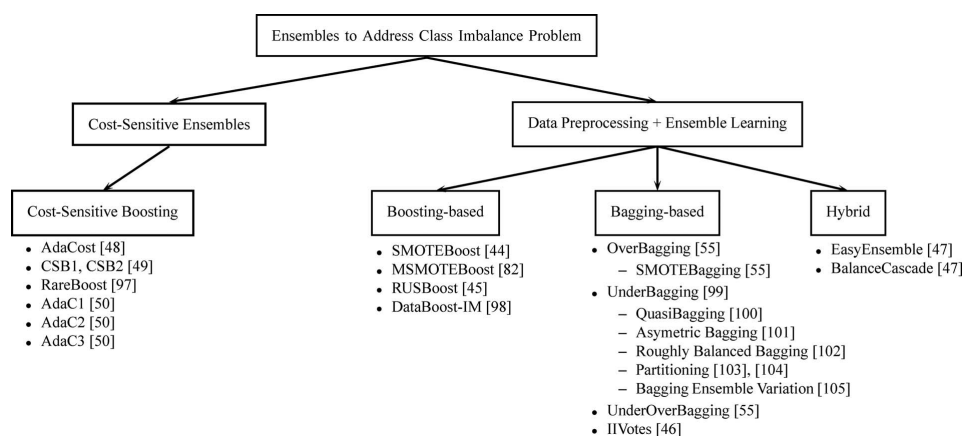 Ensembles to Address Class Imbalance Problem
Cost-Sensitive Ensembles
Data Preprocessing + Ensemble Learning
Cost-Sensitive Boosting
• AdaCost [48]
• CSB1, CSB2 [49]
• RareBoost [97]
• AdaC1 [50]
• AdaC2 [50]
• AdaC3 [50]
Boosting-based
• SMOTEBoost [44]
• MSMOTEBoost [82]
• RUSBoost [45]
• DataBoost-IM [98]
Bagging-based
• OverBagging [55]
– SMOTEBagging [55]
• UnderBagging [99]
– QuasiBagging [100]
– Asymetric Bagging [101]
– Roughly Balanced Bagging [102]
– Partitioning [103], [104]
– Bagging Ensemble Variation [105]
• UnderOverBagging [55]
• IIVotes [46]
Hybrid
• EasyEnsemble [47]
• BalanceCascade [47]